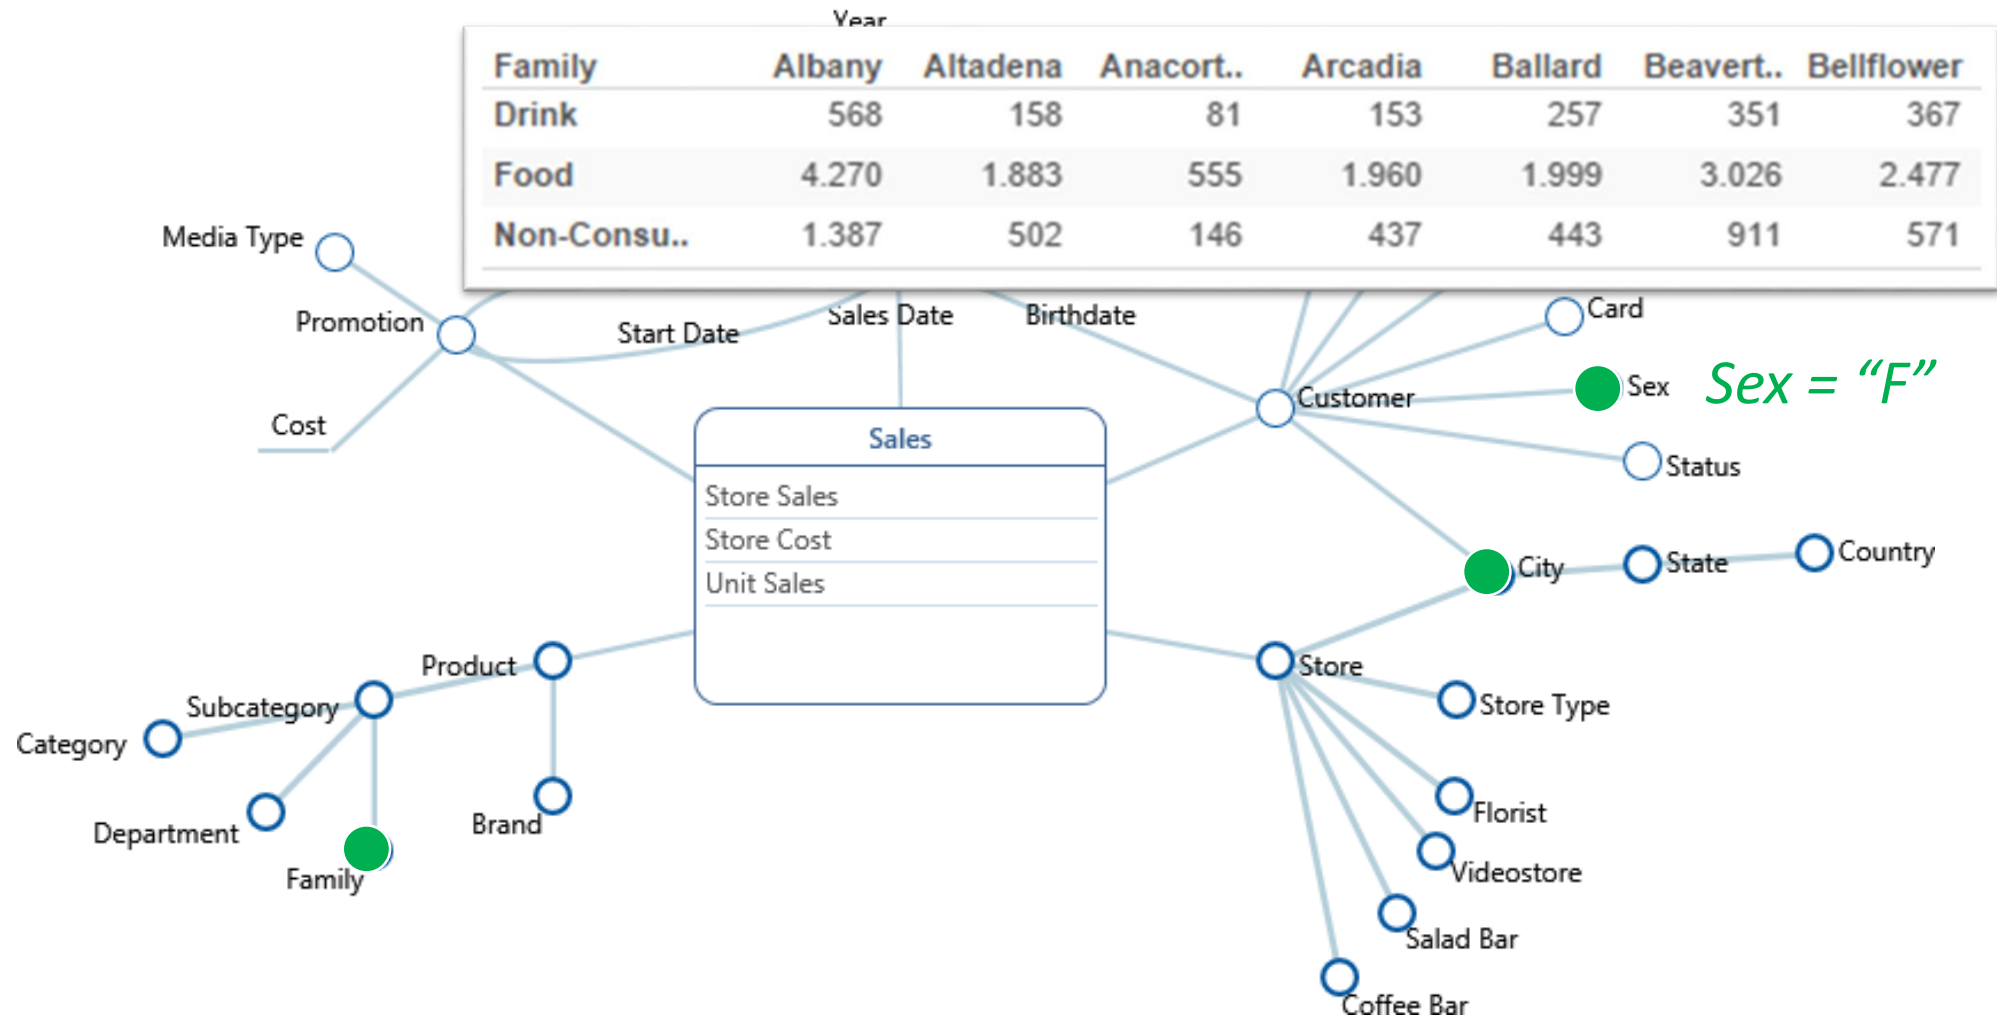 Year
Family Albany Altadena Anacort.. Arcadia Ballard Beavert.. Bellflower
Drink 568 158 81 153 257 351 367
Food 4.270 1.883 555 1.960 1.999 3.026 2.477
Non-Consu.. 1.387 502 146 437 443 911 571
Media Type
Promotion
Start Date
Sales Date
Birthdate
Card
Cost
Customer
Sex
Sex = “F”
Status
Sales
Store Sales
Store Cost
Unit Sales
City
State
Country
Product
Subcategory
Category
Department
Family
Brand
Store
Store Type
Florist
Videostore
Salad Bar
Coffee Bar